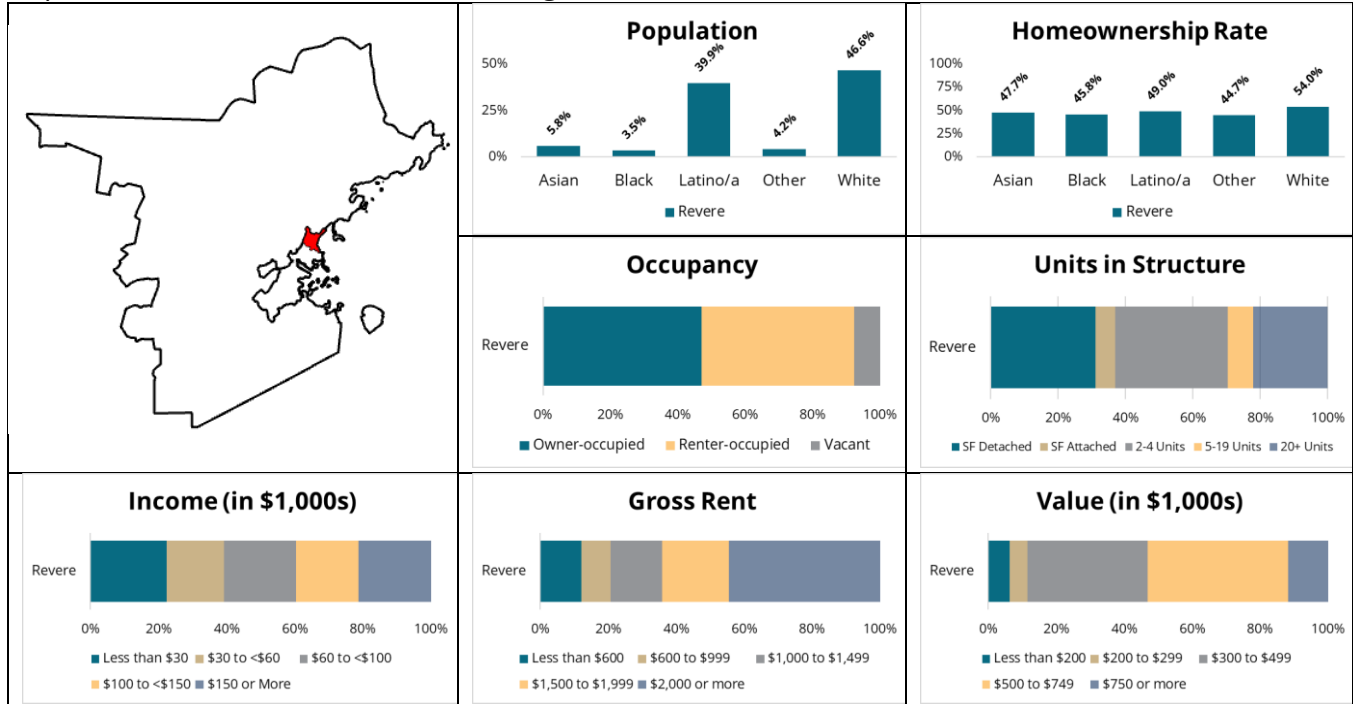 Population
50%
25%
0%
5.8%
3.5%
39.9%
4.2%
46.6%
Asian Black Latino/a Other White
Revere
Homeownership Rate
100%
75%
50%
25%
0%
47.7%
45.8%
49.0%
44.7%
54.0%
Asian Black Latino/a Other White
Revere
Occupancy
Revere
0% 20% 40% 60% 80% 100%
Owner-occupied Renter-occupied Vacant
Units in Structure
Revere
0% 20% 40% 60% 80% 100%
SF Detached SF Attached 2-4 Units 5-19 Units 20+ Units
Income (in $1,000s)
Revere
0% 20% 40% 60% 80% 100%
Less than $30 $30 to <$60 $60 to <$100
$100 to <$150 $150 or More
Gross Rent
Revere
0% 20% 40% 60% 80% 100%
Less than $600 $600 to $999 $1,000 to $1,499
$1,500 to $1,999 $2,000 or more
Value (in $1,000s)
Revere
0% 20% 40% 60% 80% 100%
Less than $200 $200 to $299 $300 to $499
$500 to $749 $750 or more